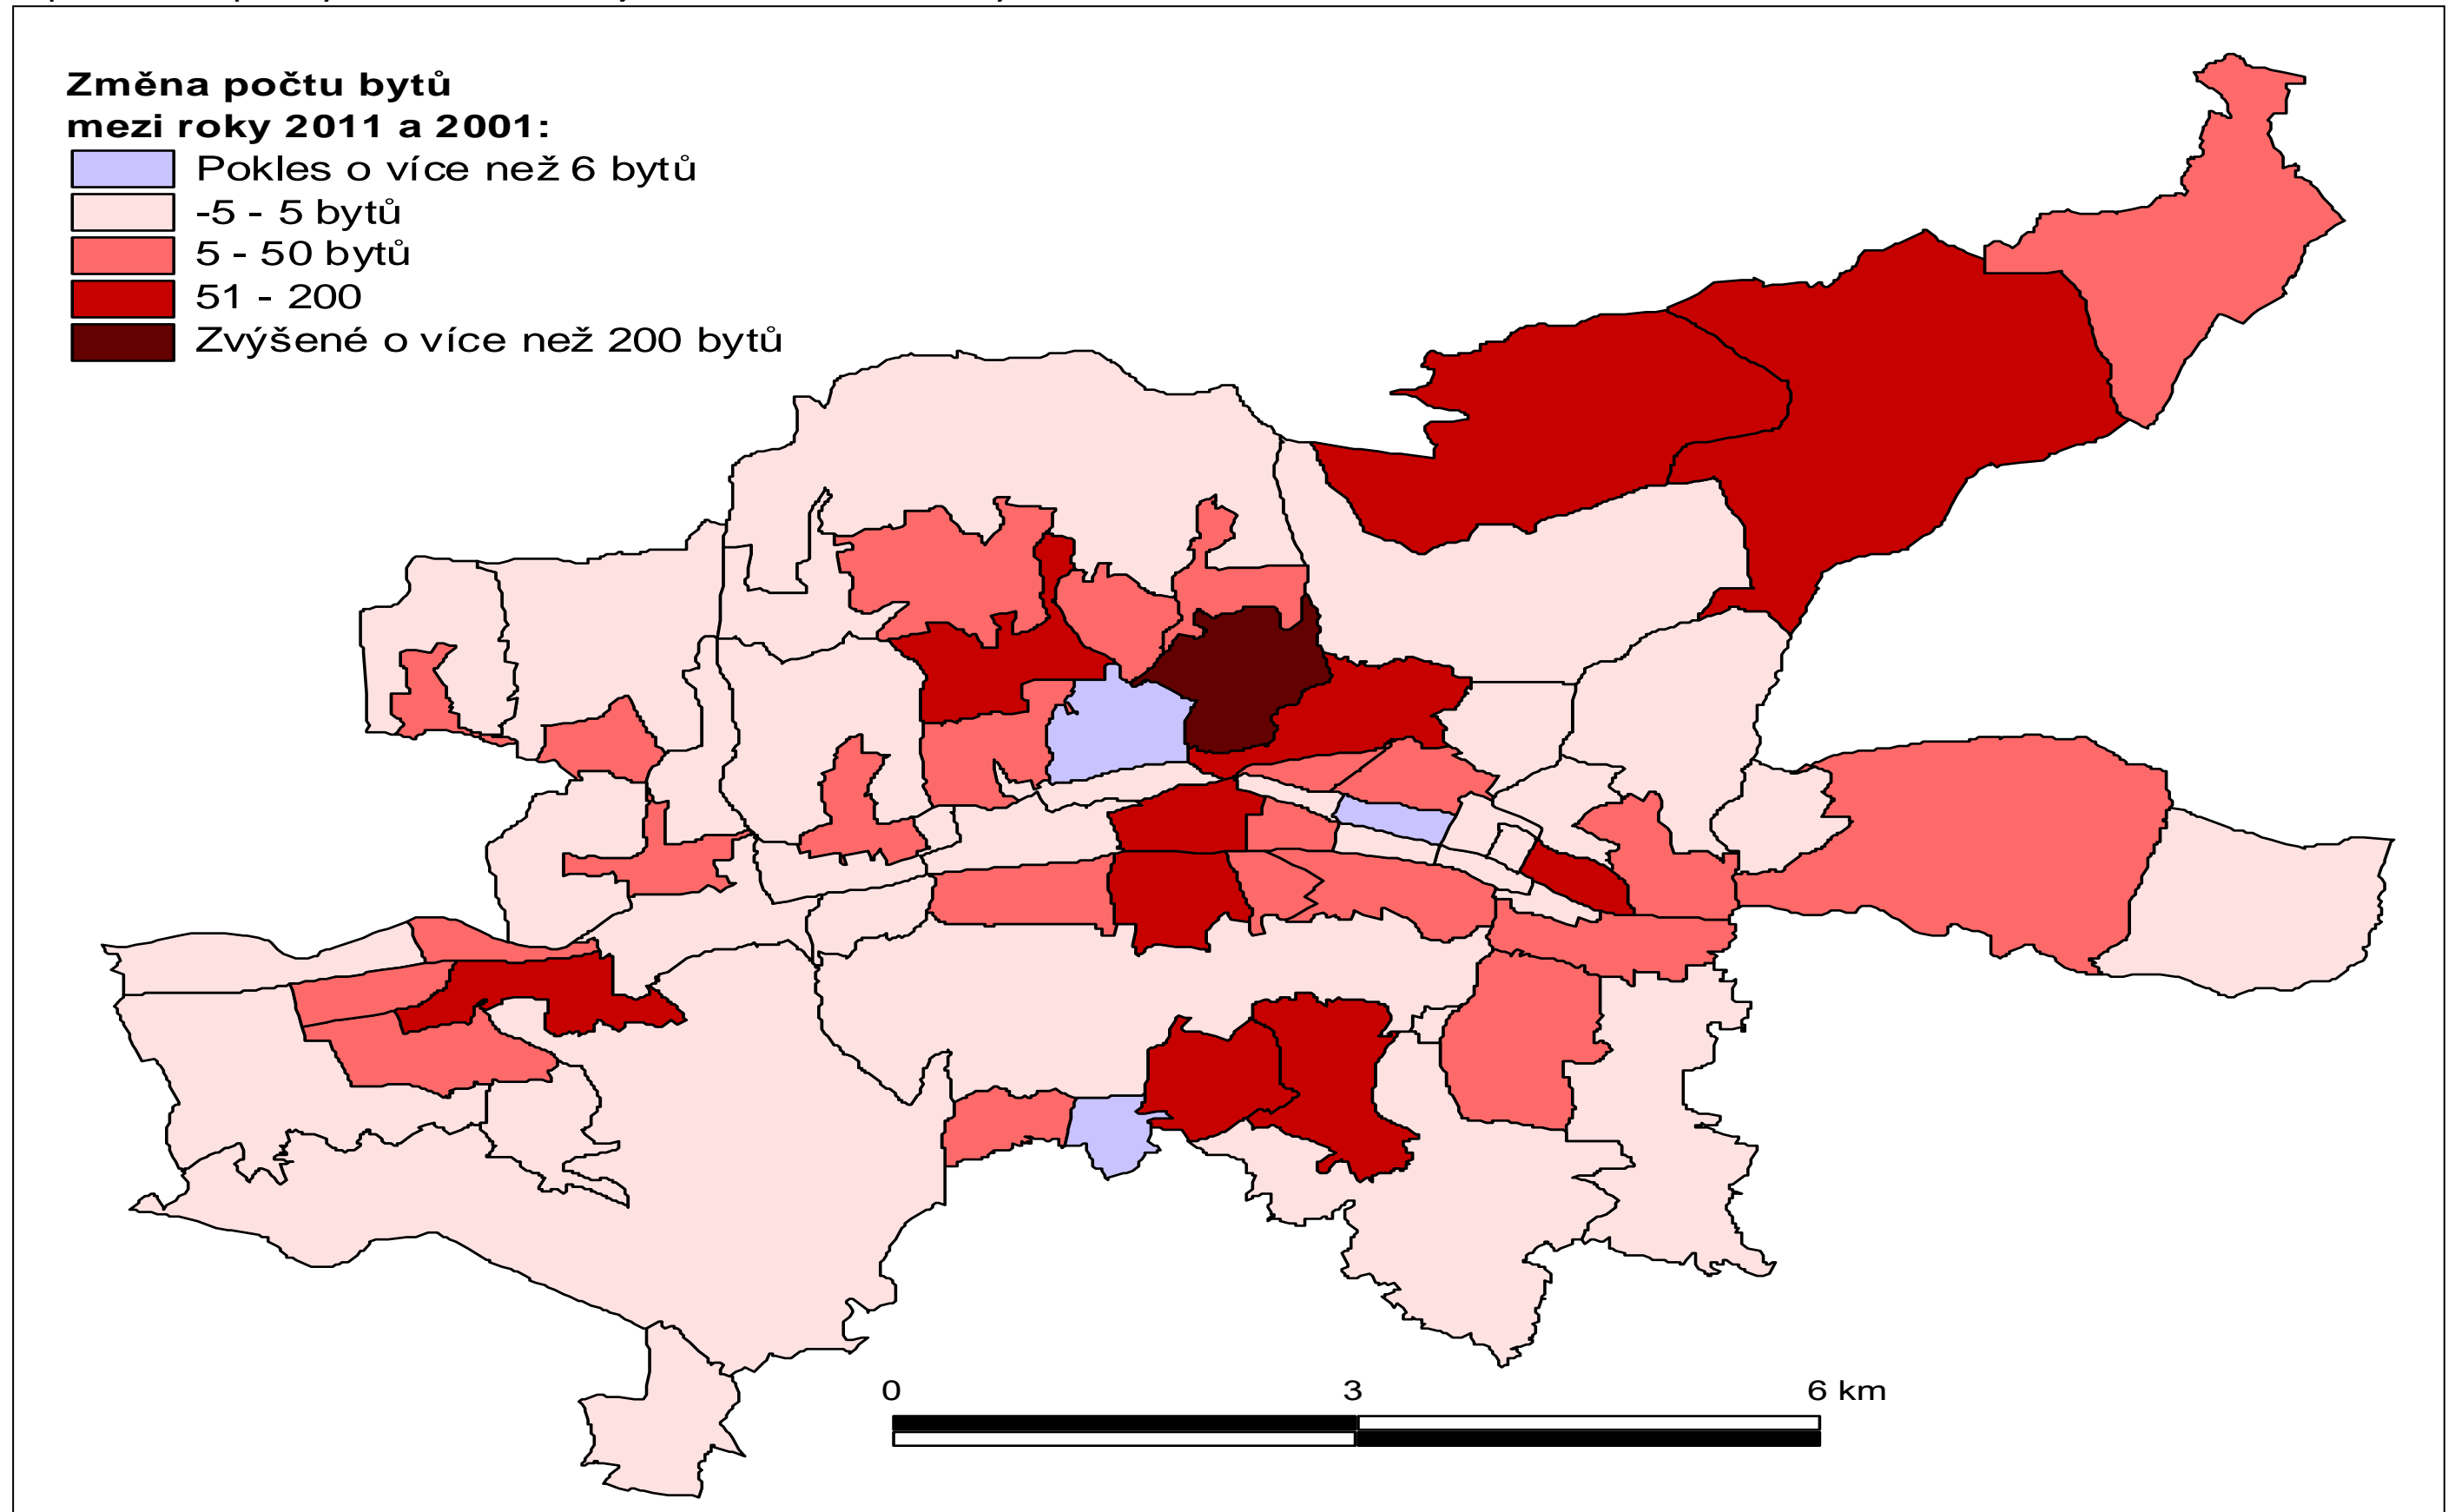 Změna počtu bytů
mezi roky 2011 a 2001:
Pokles o více než 6 bytů
-5 - 5 bytů
5 - 50 bytů
51 - 200
Zvýšené o více než 200 bytů
0 3 6 km